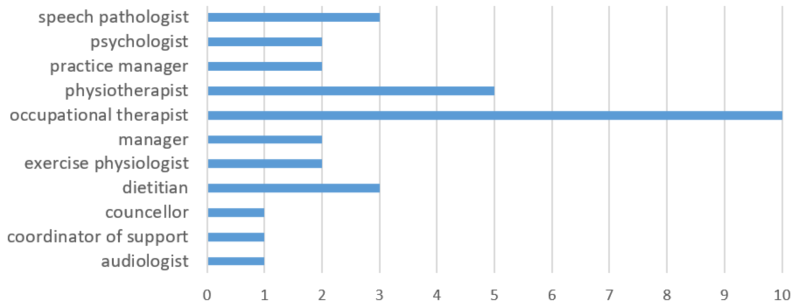 speech pathologist
psychologist
practice manager
physiotherapist
occupational therapist
manager
exercise physiologist
dietitian
councellor
coordinator of support
audiologist
0 1 2 3 4 5 6 7 8 9 10